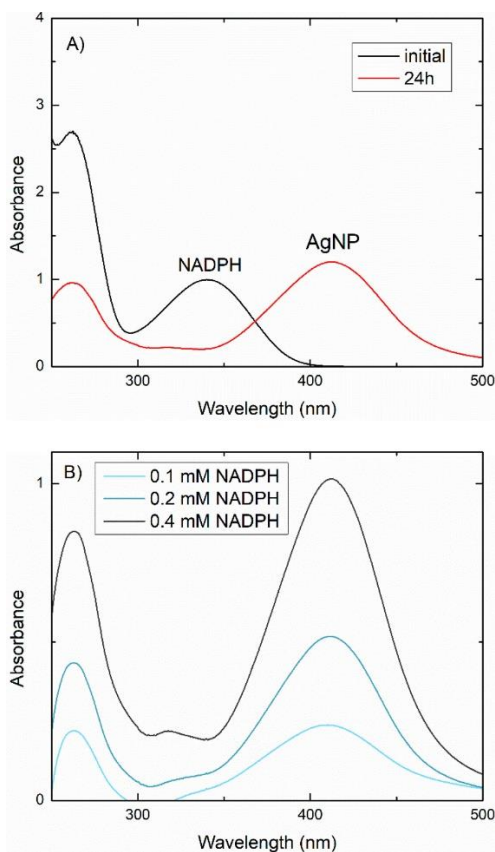 A)
initial
24h
4
3
2
1
0
Absorbance
NADPH
AgNP
300
400
500
Wavelength (nm)
B)
0.1 mM NADPH
0.2 mM NADPH
0.4 mM NADPH
1
0
Absorbance
300
400
500
Wavelength (nm)